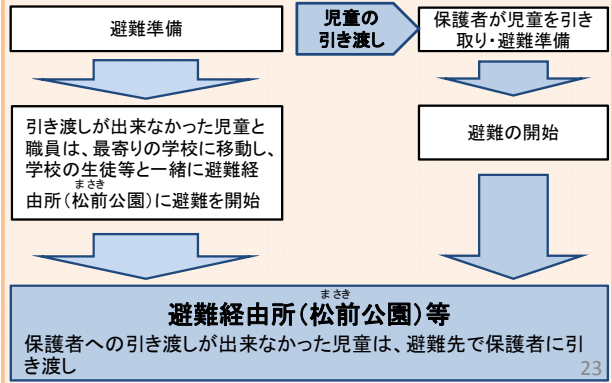 避難準備
児童の
引き渡し
保護者が児童を引き
取り・避難準備
引き渡しが出来なかった児童と
職員は、最寄りの学校に移動し、
学校の生徒等と一緒に避難経
まさき
由所（松前公園）に避難を開始
避難の開始
まさき
避難経由所（松前公園）等
保護者への引き渡しが出来なかった児童は、避難先で保護者に引
き渡し
23